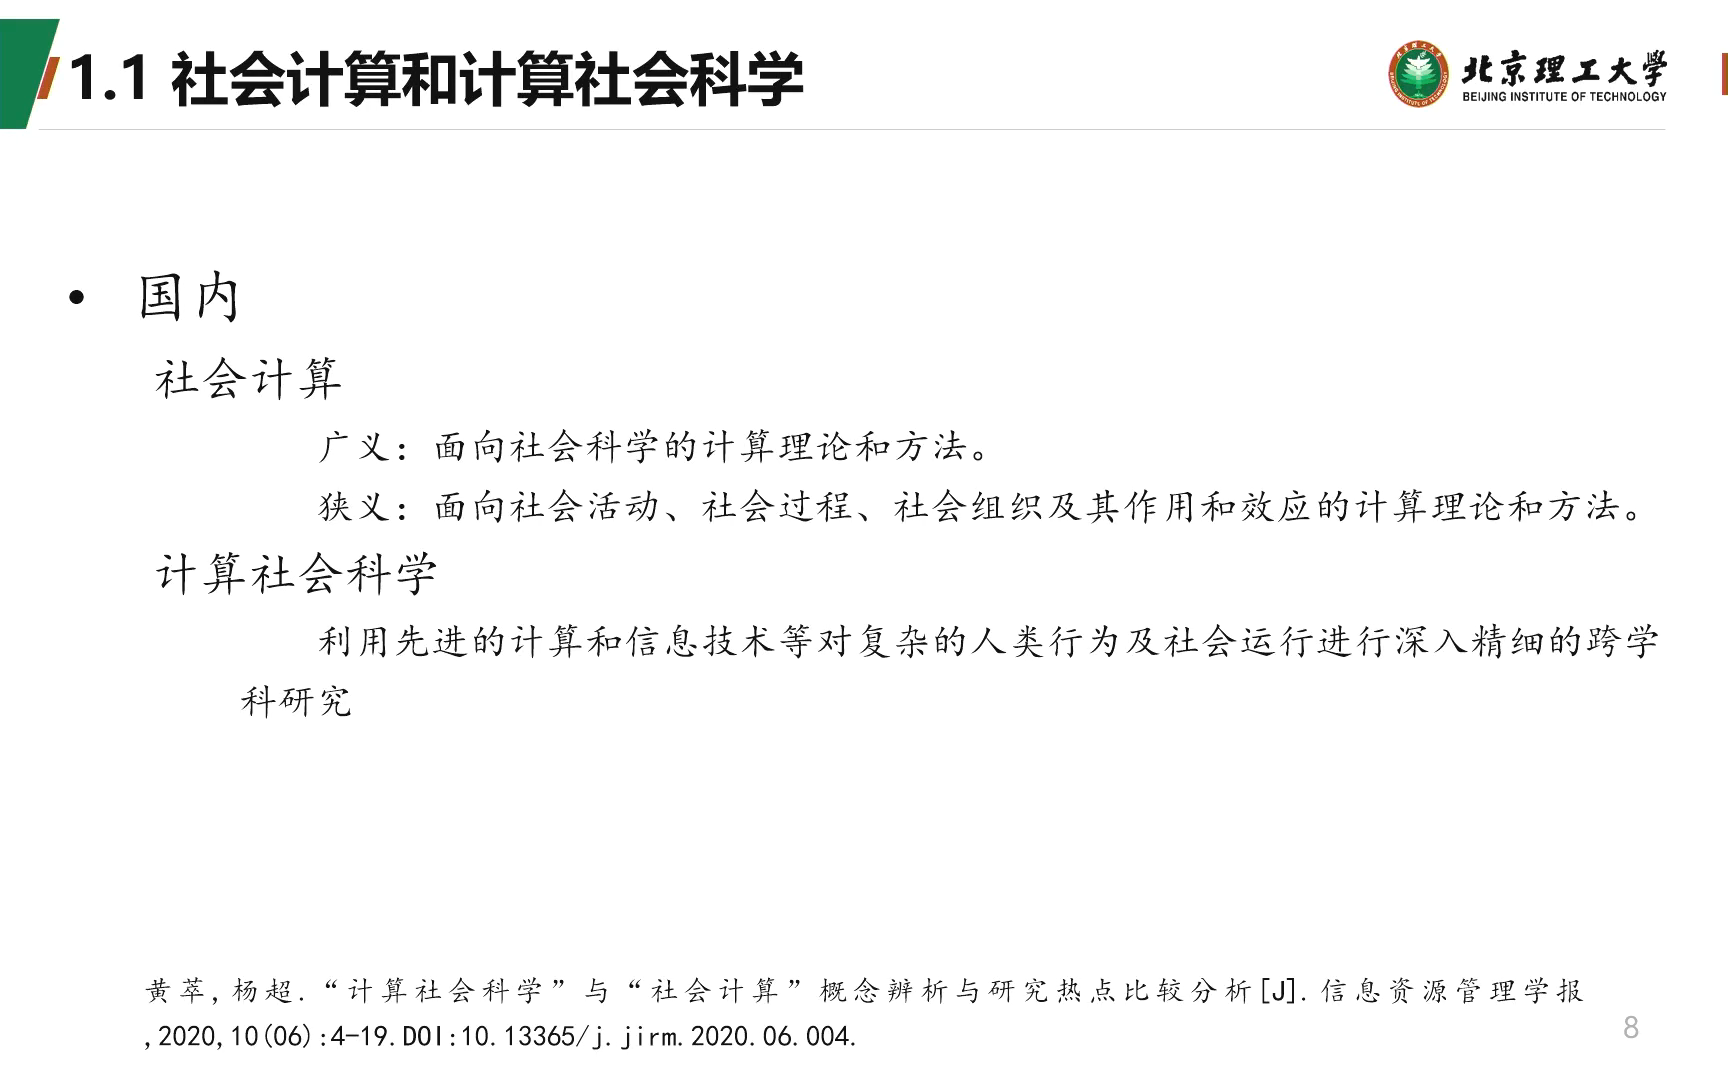 1.1 社会计算和计算社会科学
北京理工大学
BEIJING INSTITUTE OF TECHNOLOGY
• 国内
社会计算
广义：面向社会科学的计算理论和方法。
狭义：面向社会活动、社会过程、社会组织及其作用和效应的计算理论和方法。
计算社会科学
利用先进的计算和信息技术等对复杂的人类行为及社会运行进行深入精细的跨学
科研究
黄萃,杨超.“计算社会科学”与“社会计算”概念辨析与研究热点比较分析[J].信息资源管理学报
,2020,10(06):4-19.DOI:10.13365/j.jirm.2020.06.004.
8